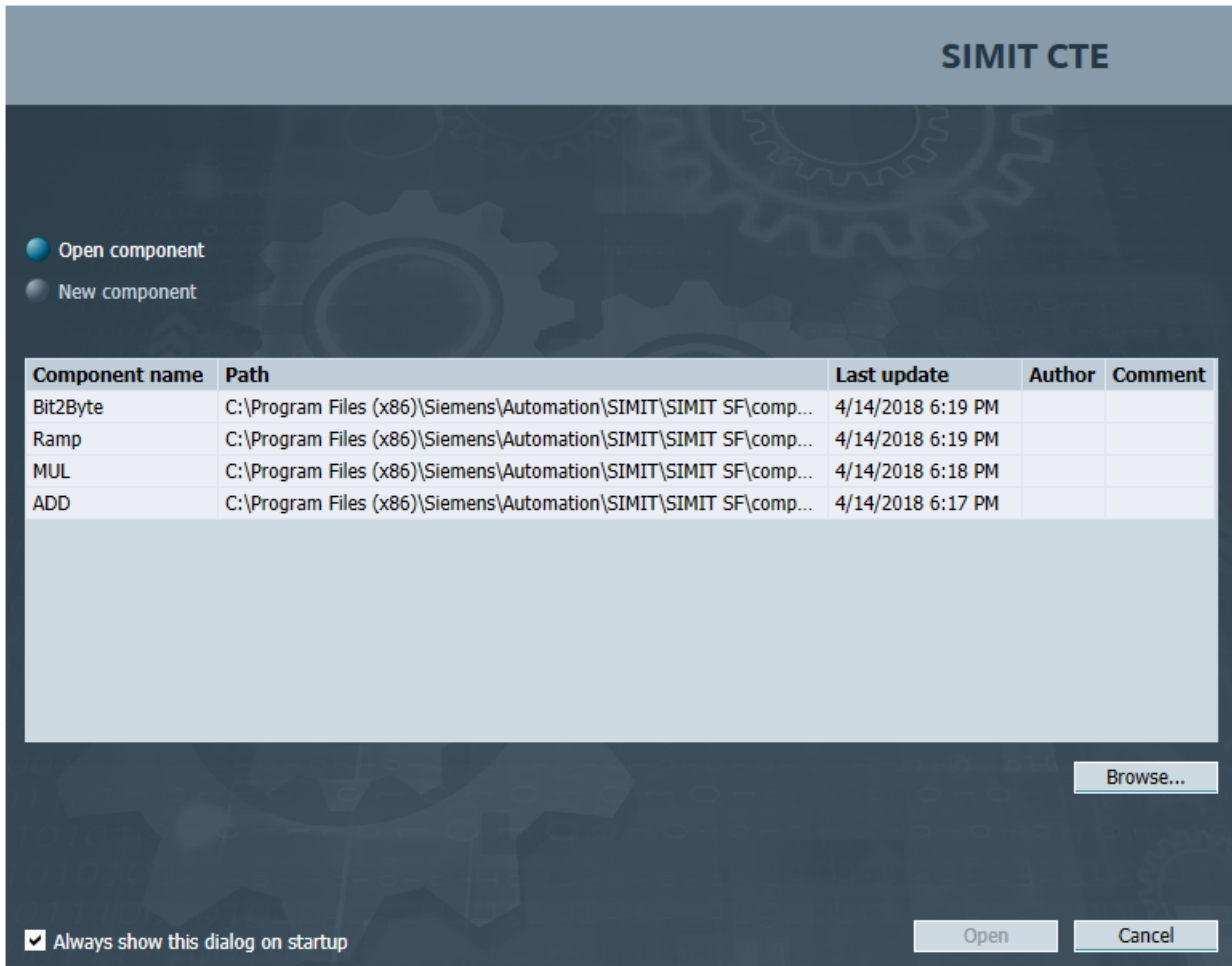 SIMIT CTE
Open component
New component
Component name Path Last update Author Comment
Bit2Byte C:\Program Files (x86)\Siemens\Automation\SIMIT\SIMIT SF\comp... 4/14/2018 6:19 PM
Ramp C:\Program Files (x86)\Siemens\Automation\SIMIT\SIMIT SF\comp... 4/14/2018 6:19 PM
MUL C:\Program Files (x86)\Siemens\Automation\SIMIT\SIMIT SF\comp... 4/14/2018 6:18 PM
ADD C:\Program Files (x86)\Siemens\Automation\SIMIT\SIMIT SF\comp... 4/14/2018 6:17 PM
Browse...
Always show this dialog on startup Open Cancel